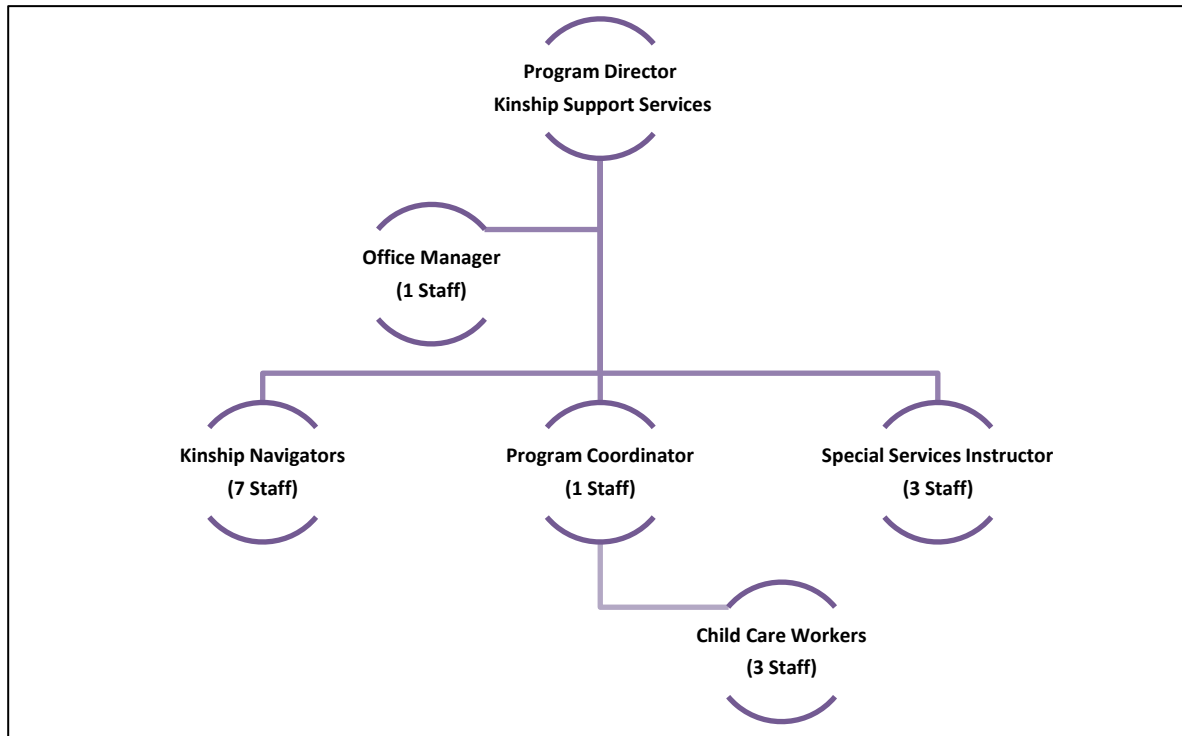 Program Director
Kinship Support Services
Office Manager
(1 Staff)
Kinship Navigators
(7 Staff)
Program Coordinator
(1 Staff)
Special Services Instructor
(3 Staff)
Child Care Workers
(3 Staff)